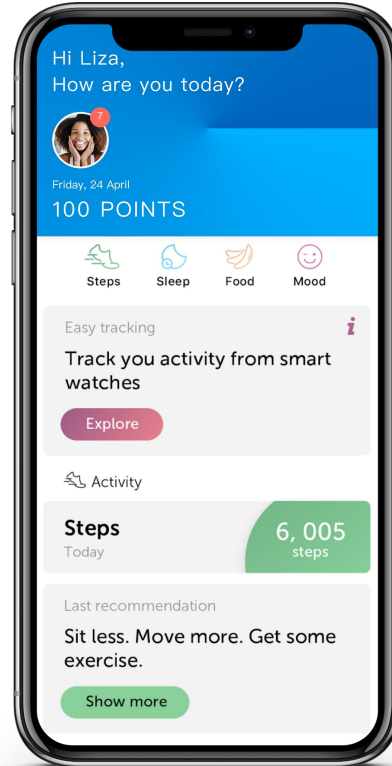 Hi Liza,
How are you today?
7
Friday, 24 April
100 POINTS
Steps Sleep Food Mood
Easy tracking i
Track you activity from smart
watches
Explore
Activity
Steps 6, 005
Today steps
Last recommendation
Sit less. Move more. Get some
exercise.
Show more